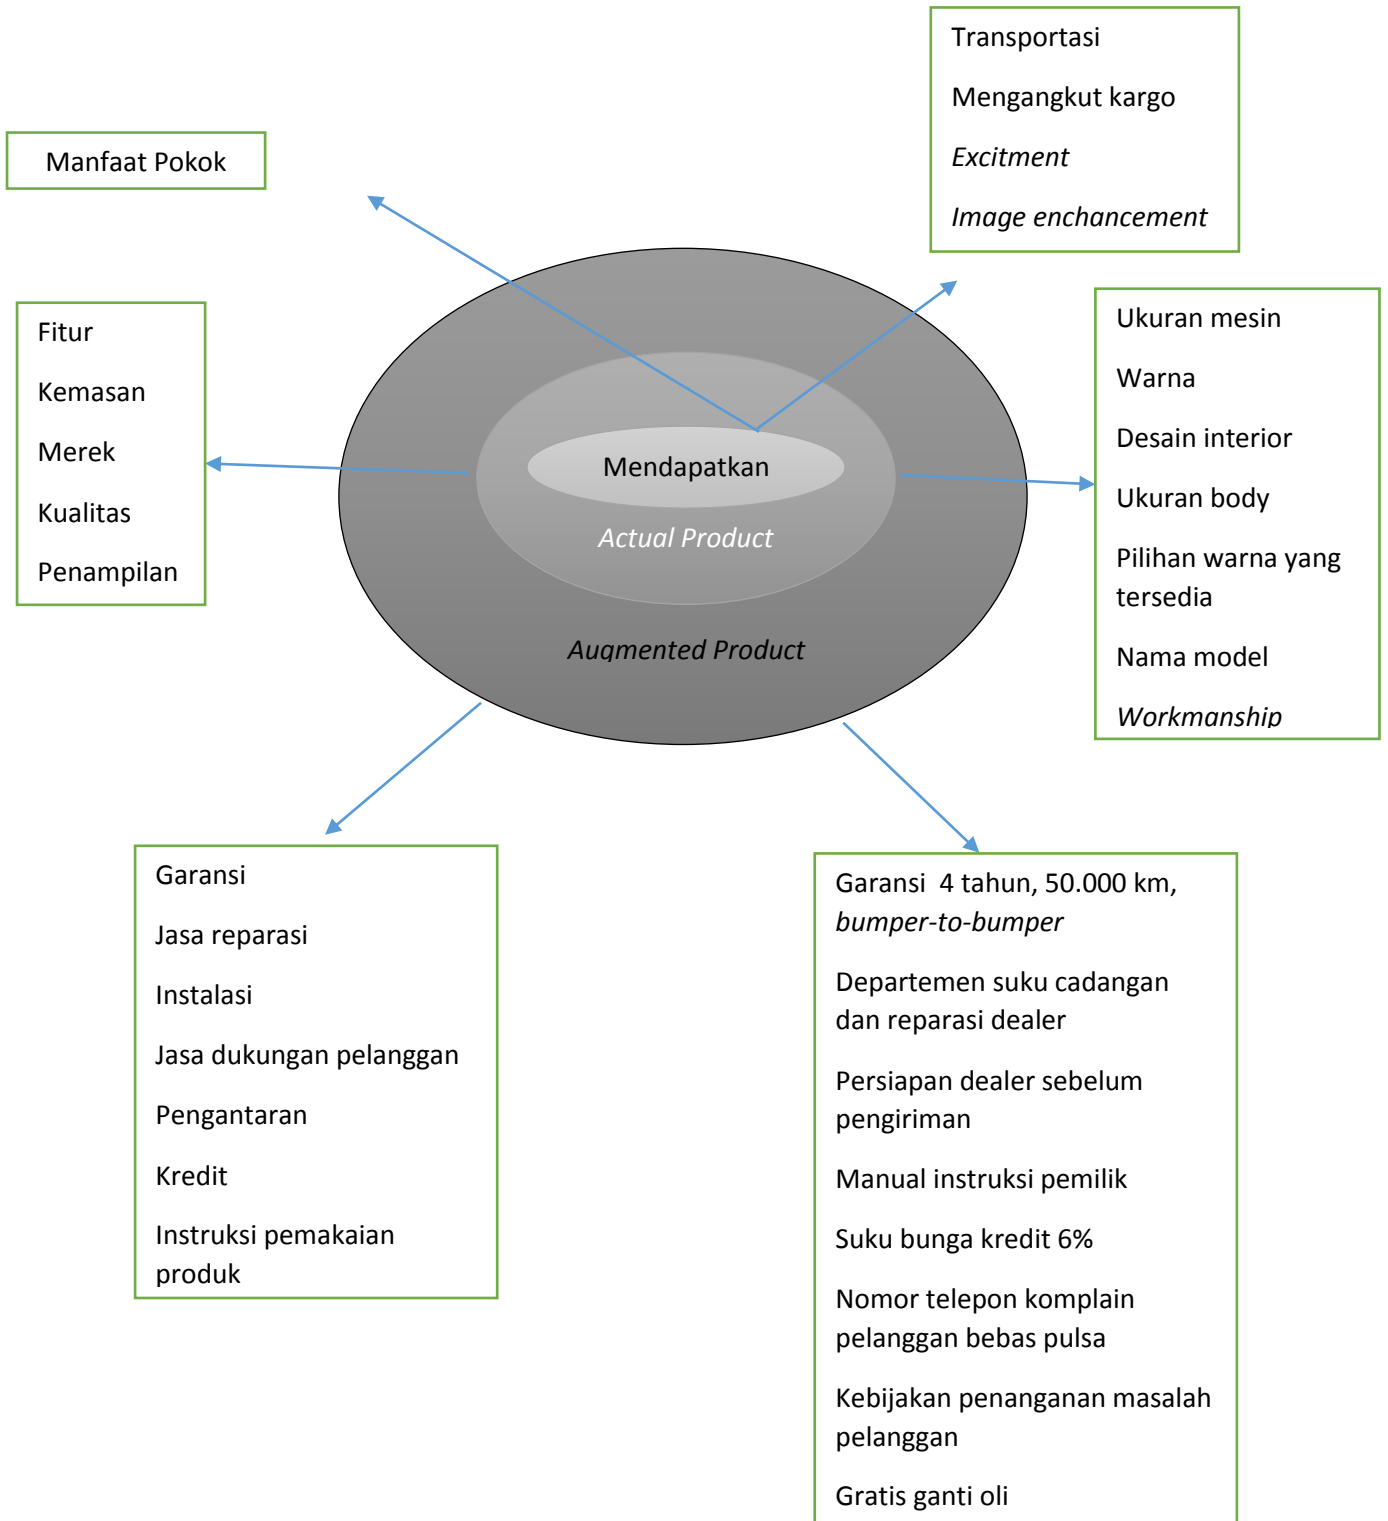 Transportasi
Mengangkut kargo
Excitment
Image enchancement
Manfaat Pokok
Fitur
Kemasan
Merek
Kualitas
Penampilan
Mendapatkan
Actual Product
Augmented Product
Ukuran mesin
Warna
Desain interior
Ukuran body
Pilihan warna yang
tersedia
Nama model
Workmanship
Garansi
Jasa reparasi
Instalasi
Jasa dukungan pelanggan
Pengantaran
Kredit
Instruksi pemakaian
produk
Garansi  4 tahun, 50.000 km,
bumper-to-bumper
Departemen suku cadangan
dan reparasi dealer
Persiapan dealer sebelum
pengiriman
Manual instruksi pemilik
Suku bunga kredit 6%
Nomor telepon komplain
pelanggan bebas pulsa
Kebijakan penanganan masalah
pelanggan
Gratis ganti oli